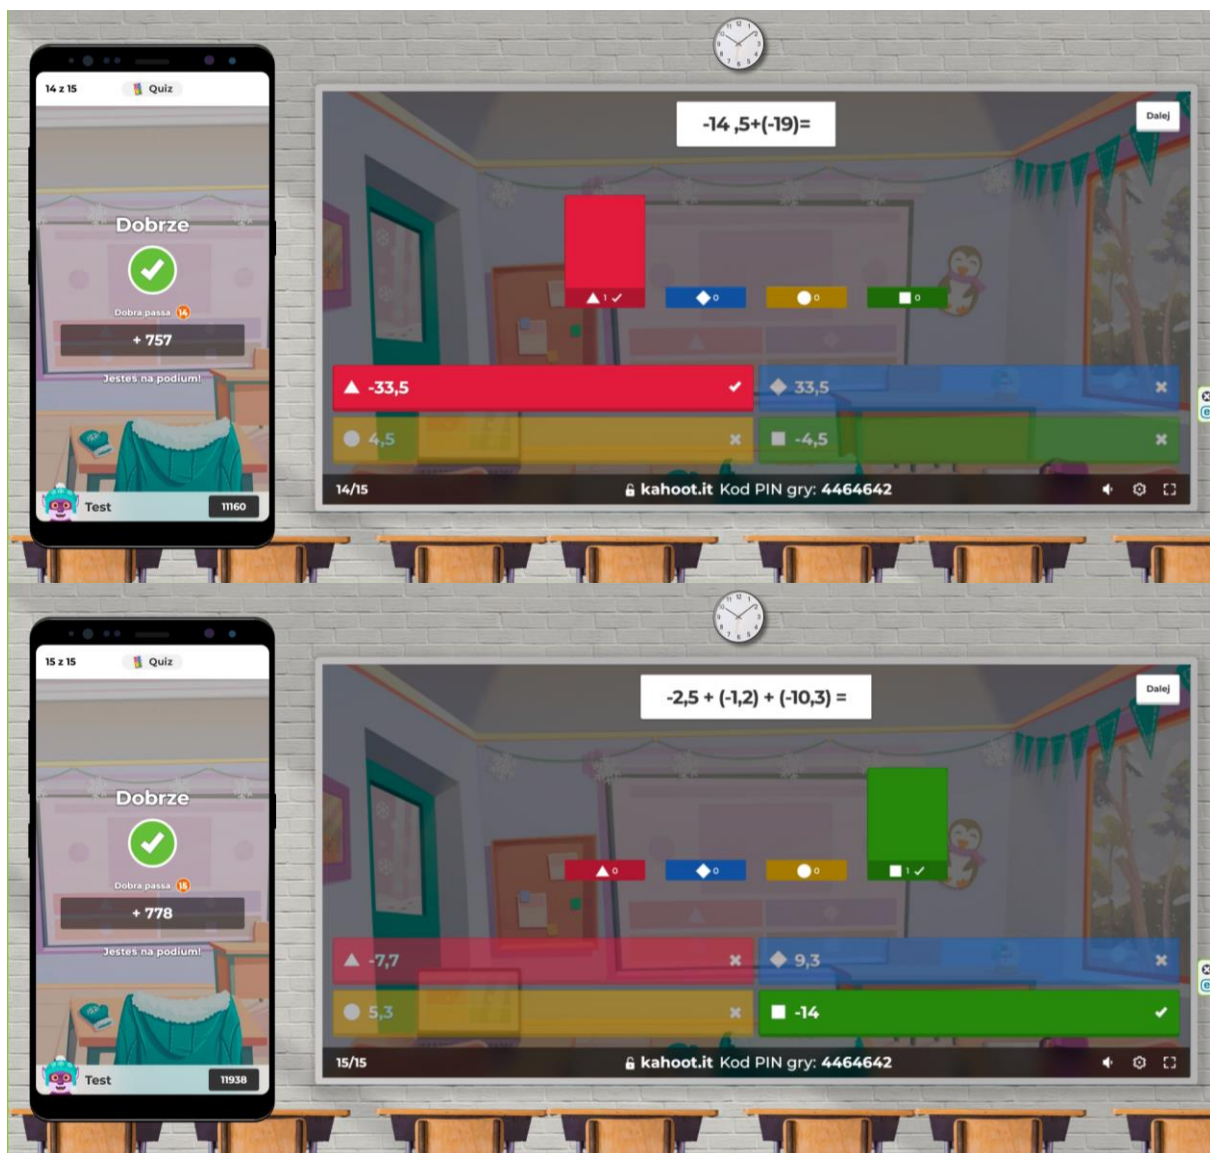 14 z 15
Quiz
Dobrze
Dobra passa 14
+ 757
Jesteś na podium!
Test
11160
-14 ,5+(-19)=
Dalej
1
0
0
0
-33,5
33,5
4,5
-4,5
14/15
kahoot.it Kod PIN gry: 4464642
15 z 15
Quiz
Dobrze
Dobra passa 15
+ 778
Jesteś na podium!
Test
11938
-2,5 + (-1,2) + (-10,3) =
Dalej
0
0
0
1
-7,7
9,3
5,3
-14
15/15
kahoot.it Kod PIN gry: 4464642